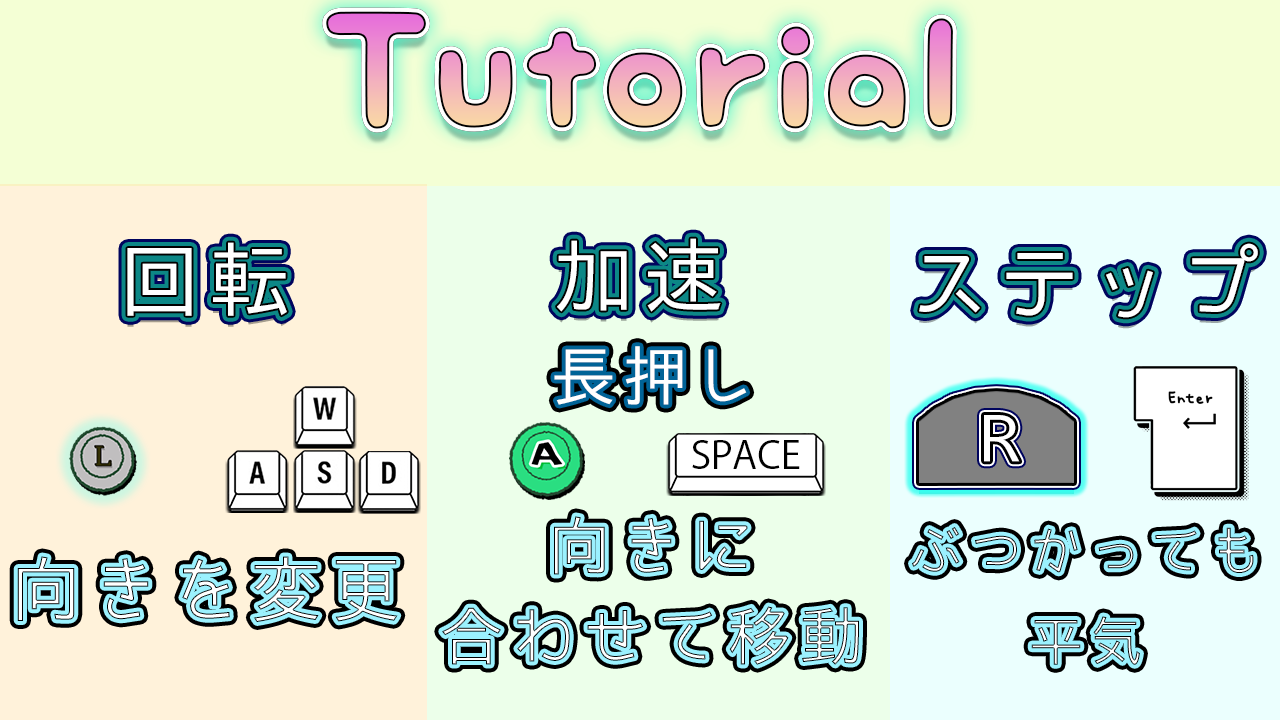 Tutorial
回転
L
W
A S D
向きを変更
加速
長押し
A
SPACE
向きに
合わせて移動
ステップ
R
Enter
ぶつかっても
平気